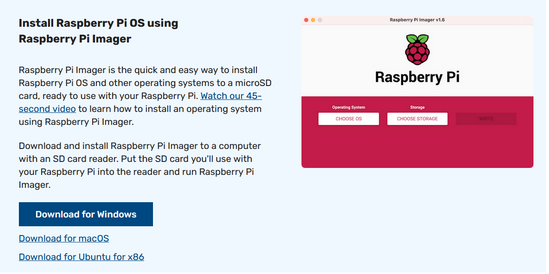 Install Raspberry Pi OS using
Raspberry Pi Imager
Raspberry Pi Imager is the quick and easy way to install
Raspberry Pi OS and other operating systems to a microSD
card, ready to use with your Raspberry Pi. Watch our 45-
second video to learn how to install an operating system
using Raspberry Pi Imager.
Download and install Raspberry Pi Imager to a computer
with an SD card reader. Put the SD card you'll use with
your Raspberry Pi into the reader and run Raspberry Pi
Imager.
Download for Windows
Download for macOS
Download for Ubuntu for x86
Raspberry Pi Imager v1.6
Raspberry Pi
Operating System Storage
CHOOSE OS CHOOSE STORAGE WRITE